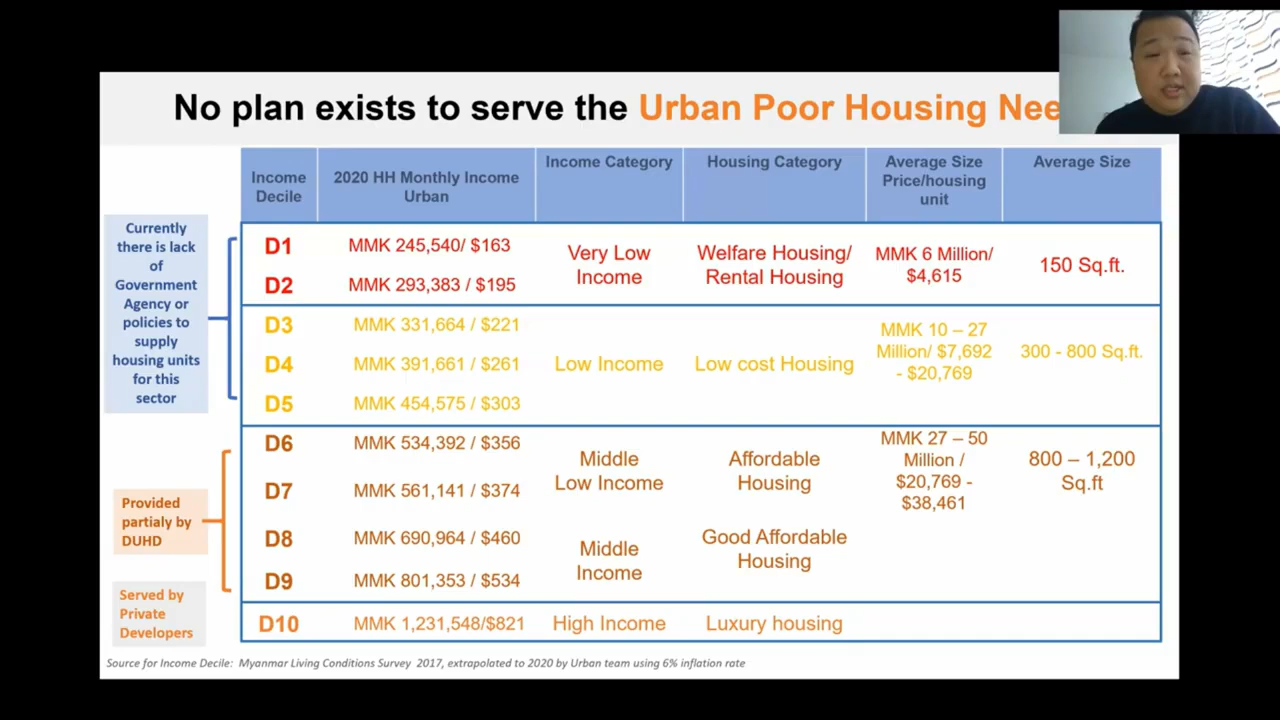 No plan exists to serve the Urban Poor Housing Nee
Income
Decile
2020 HH Monthly Income
Urban
Income Category
Housing Category
Average Size
Price/housing
unit
Average Size
Currently
there is lack
of
Government
Agency or
policies to
supply
housing units
for this
sector
D1
MMK 245,540/ $163
D2
MMK 293,383 / $195
Very Low
Income
Welfare Housing/
Rental Housing
MMK 6 Million/
$4,615
150 Sq.ft.
D3
MMK 331,664 / $221
D4
MMK 391,661 / $261
D5
MMK 454,575 / $303
Low Income
Low cost Housing
MMK 10 – 27
Million/ $7,692
- $20,769
300 - 800 Sq.ft.
Provided
partialy by
DUHD
D6
MMK 534,392 / $356
D7
MMK 561,141 / $374
Middle
Low Income
Affordable
Housing
MMK 27 – 50
Million /
$20,769 -
$38,461
800 – 1,200
Sq.ft
D8
MMK 690,964 / $460
D9
MMK 801,353 / $534
Middle
Income
Good Affordable
Housing
Served by
Private
Developers
D10
MMK 1,231,548/$821
High Income
Luxury housing
Source for Income Decile: Myanmar Living Conditions Survey 2017, extrapolated to 2020 by Urban team using 6% inflation rate